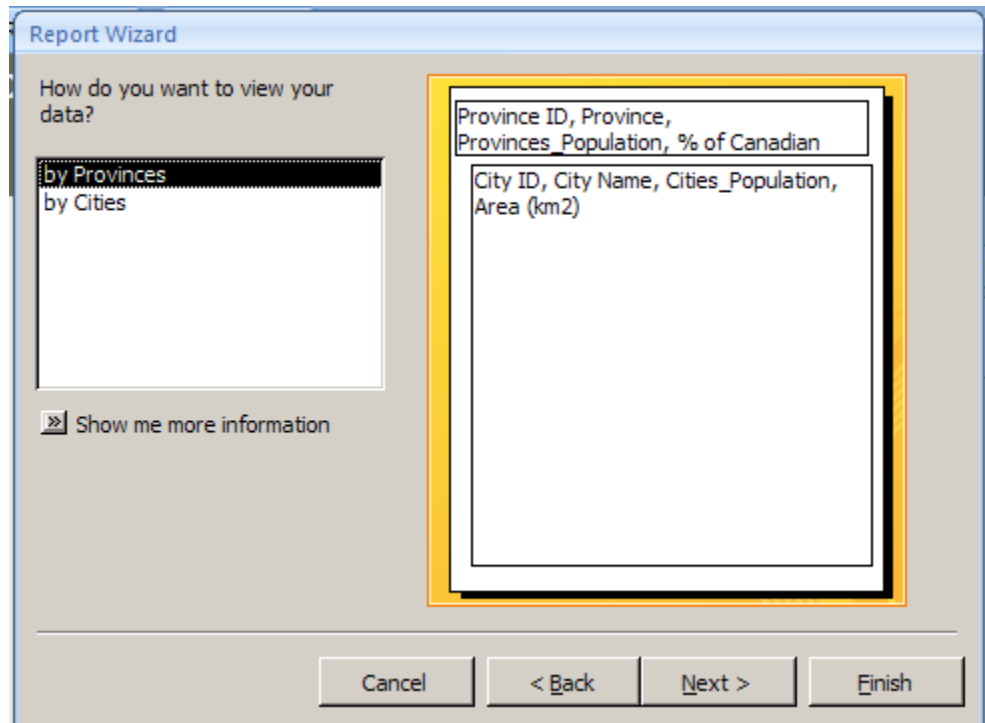 Report Wizard
How do you want to view your
data?
by Provinces
by Cities
Show me more information
Province ID, Province,
Provinces_Population, % of Canadian
City ID, City Name, Cities_Population,
Area (km2)
Cancel
< Back
Next >
Finish